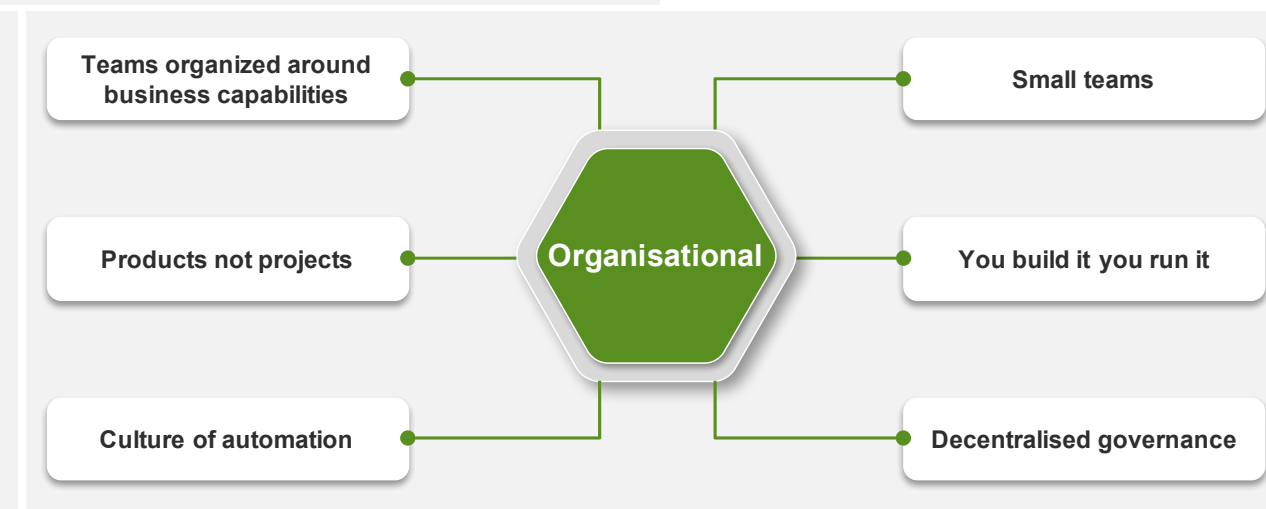 Teams organized around
business capabilities
Small teams
Products not projects
Organisational
You build it you run it
Culture of automation
Decentralised governance